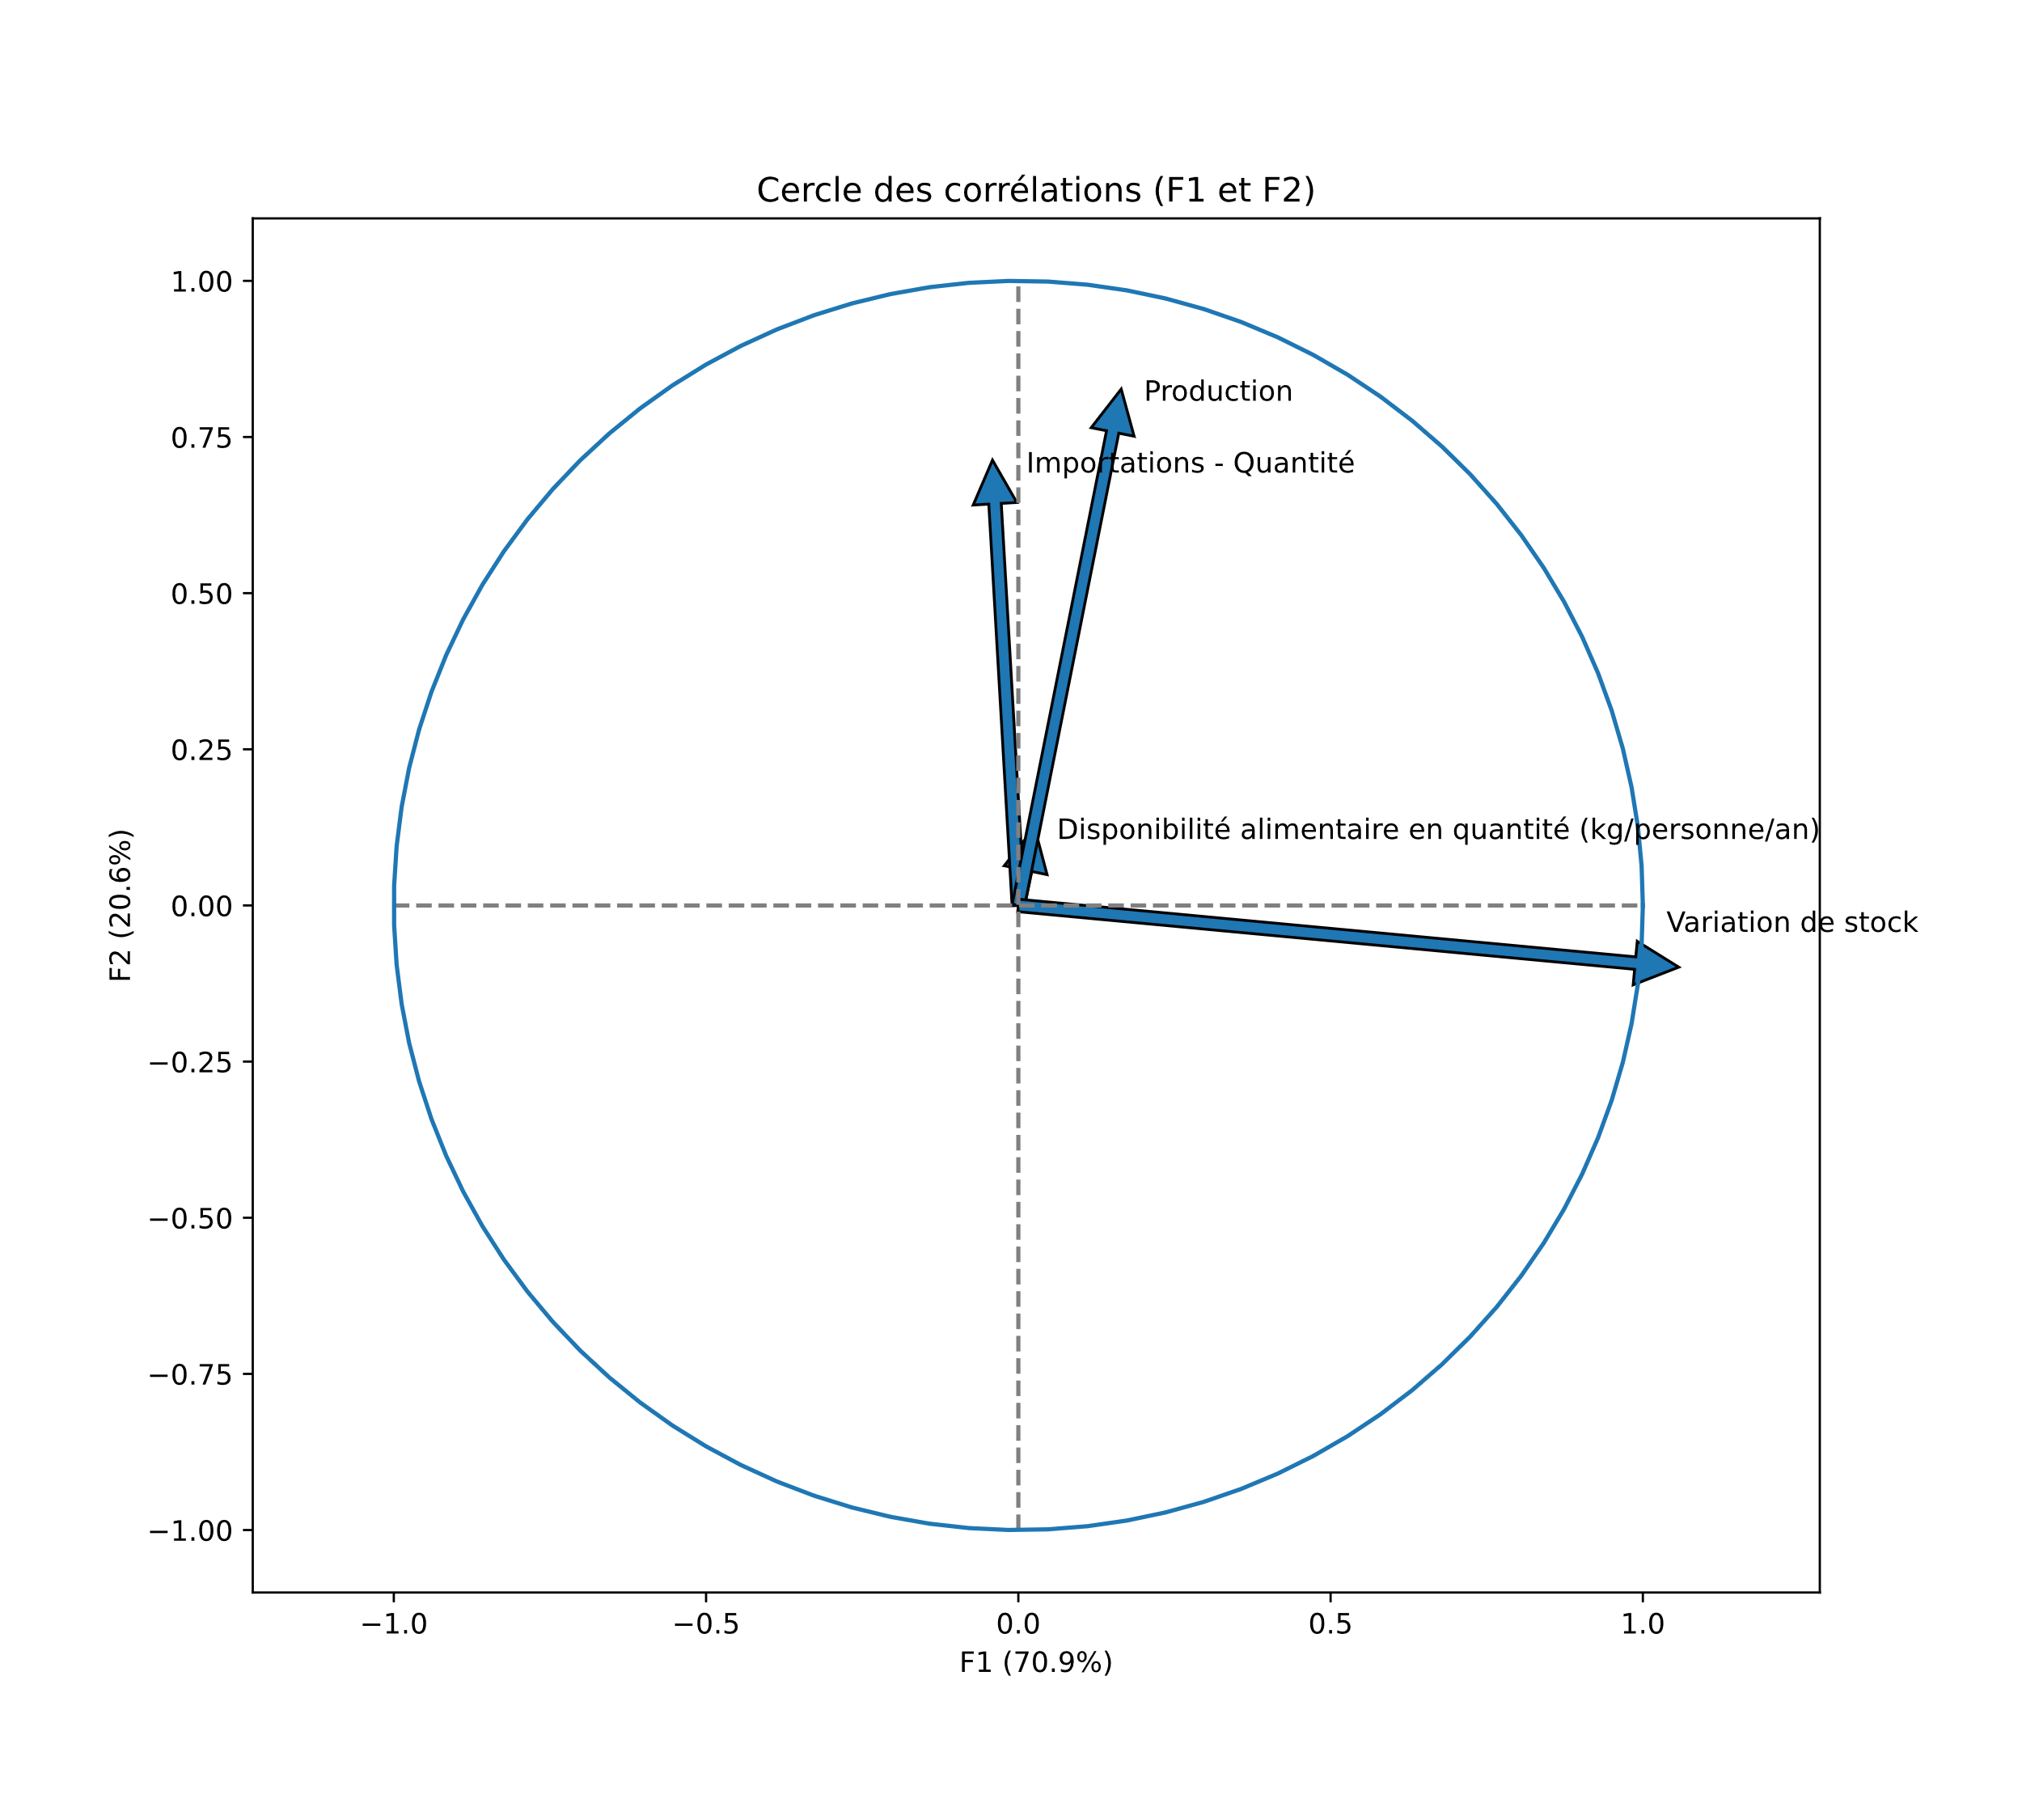 Cercle des corrélations (F1 et F2)
1.00
0.75
0.50
0.25
0.00
−0.25
−0.50
−0.75
−1.00
F2 (20.6%)
Production
Importations - Quantité
Disponibilité alimentaire en quantité (kg/personne/an)
Variation de stock
−1.0
−0.5
0.0
0.5
1.0
F1 (70.9%)